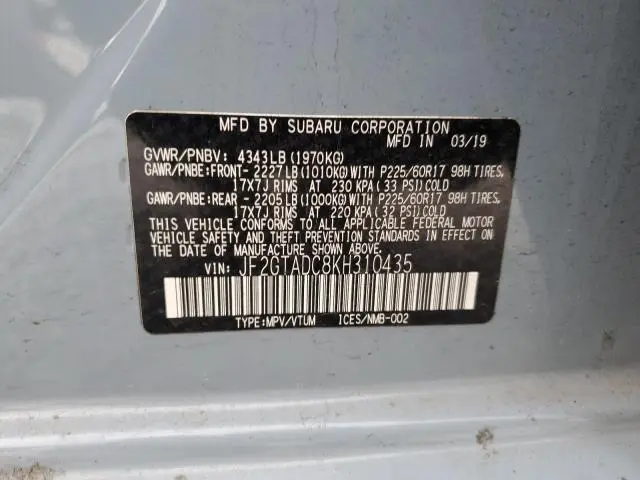 MFD BY SUBARU CORPORATION
MFD IN 03/19
GVWR/PNBV: 4343LB(1970KG)
GAWR/PNBE:FRONT- 2227LB(1010KG)WITH P225/60R17 98H TIRES,
17X7J RIMS AT 230 KPA(33 PSI)COLD
GAWR/PNBE:REAR - 2205LB(1000KG)WITH P225/60R17 98H TIRES,
17X7J RIMS AT 220 KPA(32 PSI)COLD
THIS VEHICLE CONFORMS TO ALL APPLICABLE FEDERAL MOTOR
VEHICLE SAFETY AND THEFT PREVENTION STANDARDS IN EFFECT
ON THE DATE OF MANUFACTURE SHOWN ABOVE.
VIN: JF2GTADC8KH310435
TYPE:MPV/VTUM ICES/NMB-002